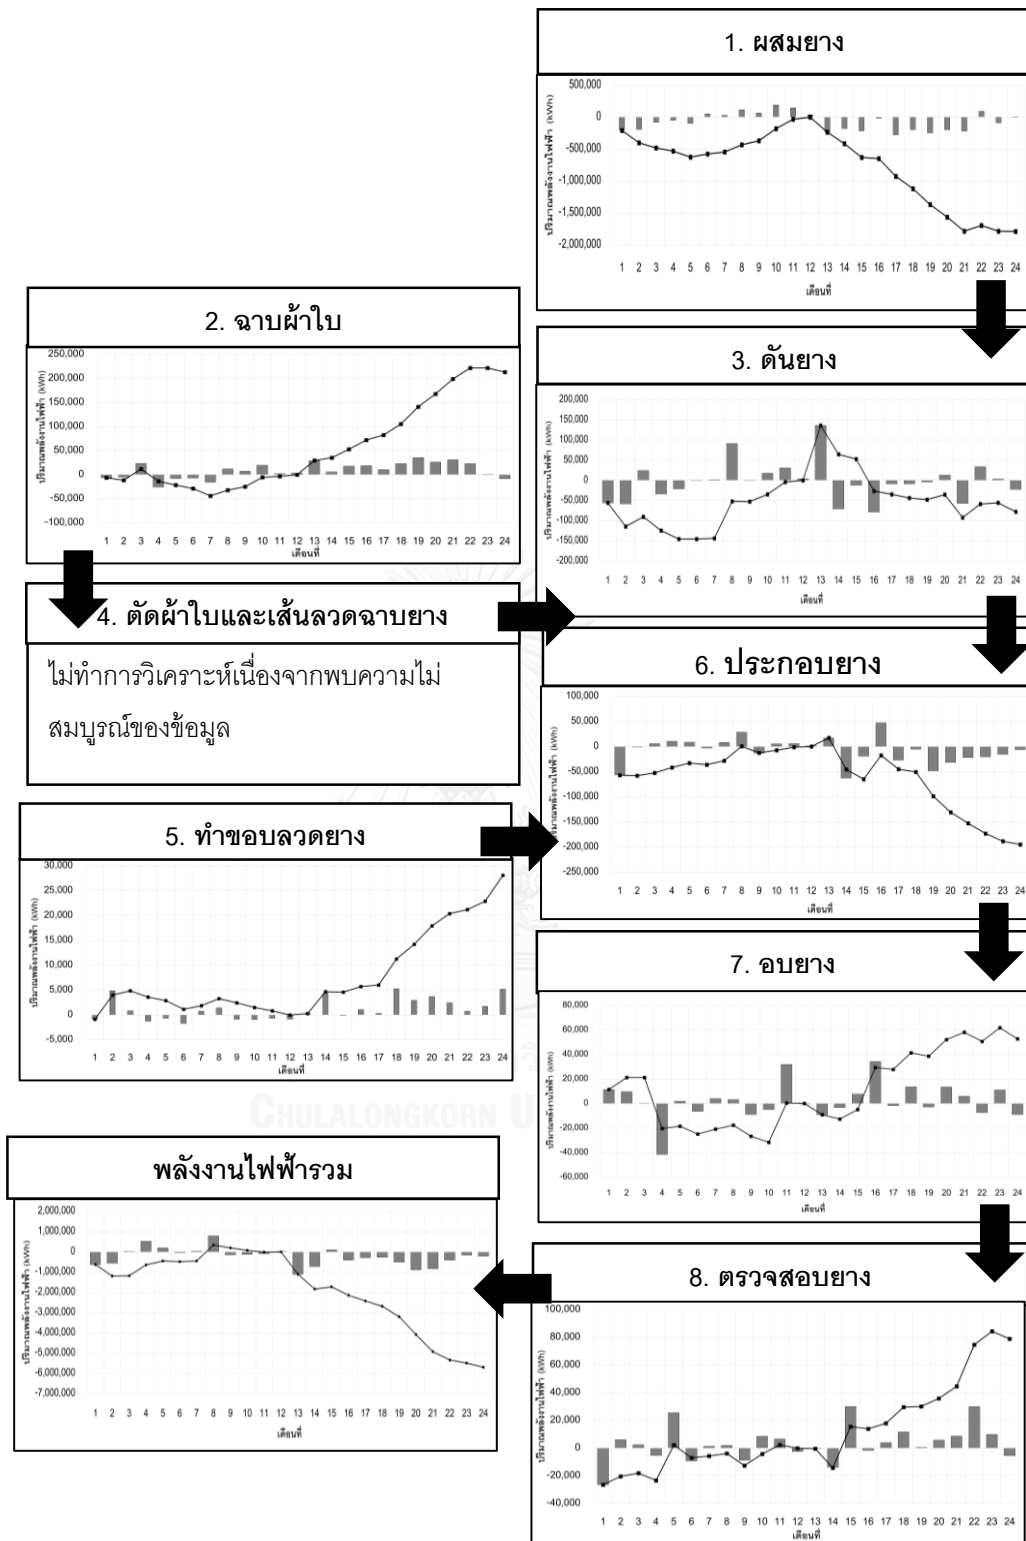 1. ผสมยาง
ปริมาณพลังงานไฟฟ้า (kWh)
500,000
0
-500,000
-1,000,000
-1,500,000
-2,000,000
1 2 3 4 5 6 7 8 9 10 11 12 13 14 15 16 17 18 19 20 21 22 23 24
เดือนที่
2. ฉาบผ้าใบ
ปริมาณพลังงานไฟฟ้า (kWh)
250,000
200,000
150,000
100,000
50,000
0
-50,000
-100,000
1 2 3 4 5 6 7 8 9 10 11 12 13 14 15 16 17 18 19 20 21 22 23 24
เดือนที่
3. ดันยาง
ปริมาณพลังงานไฟฟ้า (kWh)
200,000
150,000
100,000
50,000
0
-50,000
-100,000
-150,000
-200,000
1 2 3 4 5 6 7 8 9 10 11 12 13 14 15 16 17 18 19 20 21 22 23 24
เดือนที่
4. ตัดผ้าใบและเส้นลวดฉาบยาง
ไม่ทำการวิเคราะห์เนื่องจากพบความไม่
สมบูรณ์ของข้อมูล
5. ทำขอบลวดยาง
ปริมาณพลังงานไฟฟ้า (kWh)
30,000
25,000
20,000
15,000
10,000
5,000
0
-5,000
1 2 3 4 5 6 7 8 9 10 11 12 13 14 15 16 17 18 19 20 21 22 23 24
เดือนที่
6. ประกอบยาง
ปริมาณพลังงานไฟฟ้า (kWh)
100,000
50,000
0
-50,000
-100,000
-150,000
-200,000
-250,000
1 2 3 4 5 6 7 8 9 10 11 12 13 14 15 16 17 18 19 20 21 22 23 24
เดือนที่
7. อบยาง
ปริมาณพลังงานไฟฟ้า (kWh)
80,000
60,000
40,000
20,000
0
-20,000
-40,000
-60,000
1 2 3 4 5 6 7 8 9 10 11 12 13 14 15 16 17 18 19 20 21 22 23 24
เดือนที่
CHULALONGKORN U
พลังงานไฟฟ้ารวม
ปริมาณพลังงานไฟฟ้า (kWh)
2,000,000
1,000,000
0
-1,000,000
-2,000,000
-3,000,000
-4,000,000
-5,000,000
-6,000,000
-7,000,000
1 2 3 4 5 6 7 8 9 10 11 12 13 14 15 16 17 18 19 20 21 22 23 24
เดือนที่
8. ตรวจสอบยาง
ปริมาณพลังงานไฟฟ้า (kWh)
100,000
80,000
60,000
40,000
20,000
0
-20,000
-40,000
1 2 3 4 5 6 7 8 9 10 11 12 13 14 15 16 17 18 19 20 21 22 23 24
เดือนที่